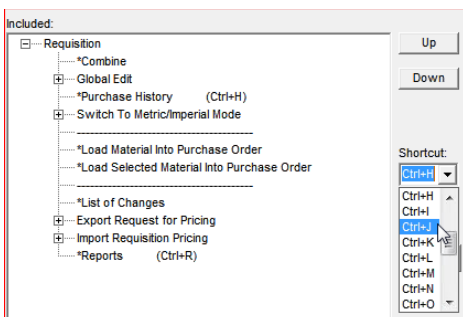 Included:
Requisition
*Combine
Global Edit
*Purchase History (Ctrl+H)
Switch To Metric/Imperial Mode
----------------------------------------
*Load Material Into Purchase Order
*Load Selected Material Into Purchase Order
----------------------------------------
*List of Changes
Export Request for Pricing
Import Requisition Pricing
*Reports (Ctrl+R)
Up
Down
Shortcut:
Ctrl+H
Ctrl+H
Ctrl+I
Ctrl+J
Ctrl+K
Ctrl+L
Ctrl+M
Ctrl+N
Ctrl+O